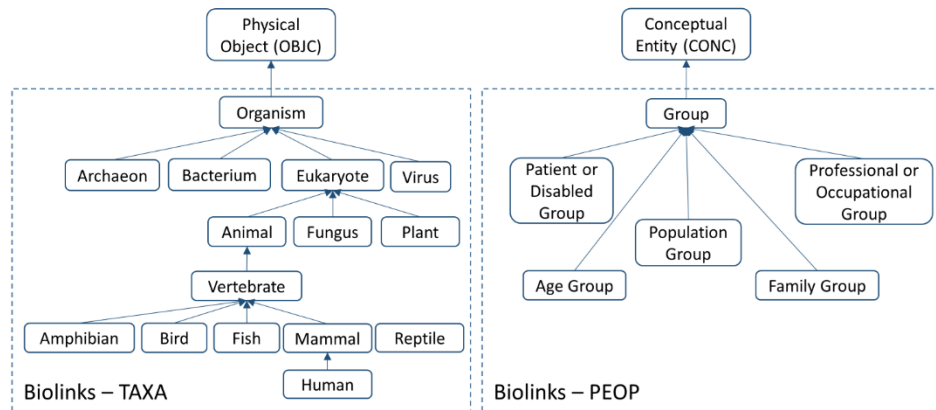 Physical
Object (OBJC)
Conceptual
Entity (CONC)
Organism
Group
Archaeon
Bacterium
Eukaryote
Virus
Patient or
Disabled
Group
Professional or
Occupational
Group
Animal
Fungus
Plant
Population
Group
Vertebrate
Age Group
Family Group
Amphibian
Bird
Fish
Mammal
Reptile
Human
Biolinks – TAXA
Biolinks – PEOP